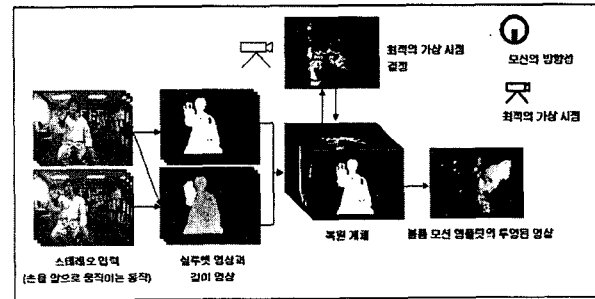 최적의 가상 시점
결정
모션의 방향성
최적의 가상 시점
스테레오 입력
(손을 앞으로 움직이는 동작)
실루엣 영상과
깊이 영상
복원 객체
볼륨 모션 템플릿의 투영된 영상